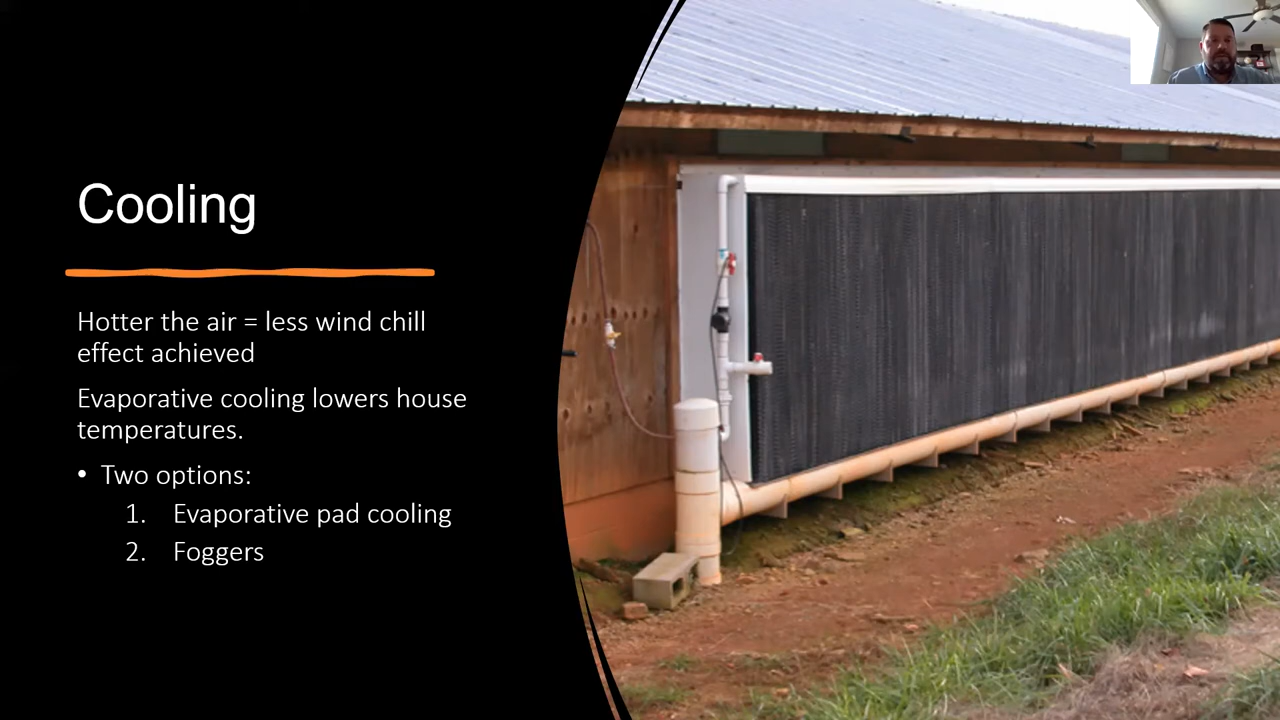 Cooling
Hotter the air = less wind chill
effect achieved
Evaporative cooling lowers house
temperatures.
• Two options:
1. Evaporative pad cooling
2. Foggers